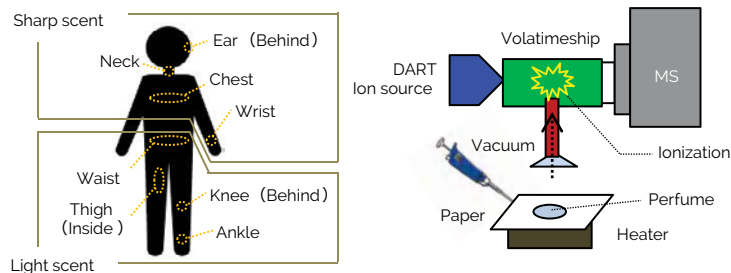 Sharp scent
Ear (Behind)
Neck
Chest
Wrist
Waist
Thigh
(Inside)
Knee (Behind)
Ankle
Light scent
Volatimeship
DART
Ion source
MS
Vacuum
Ionization
Paper
Perfume
Heater